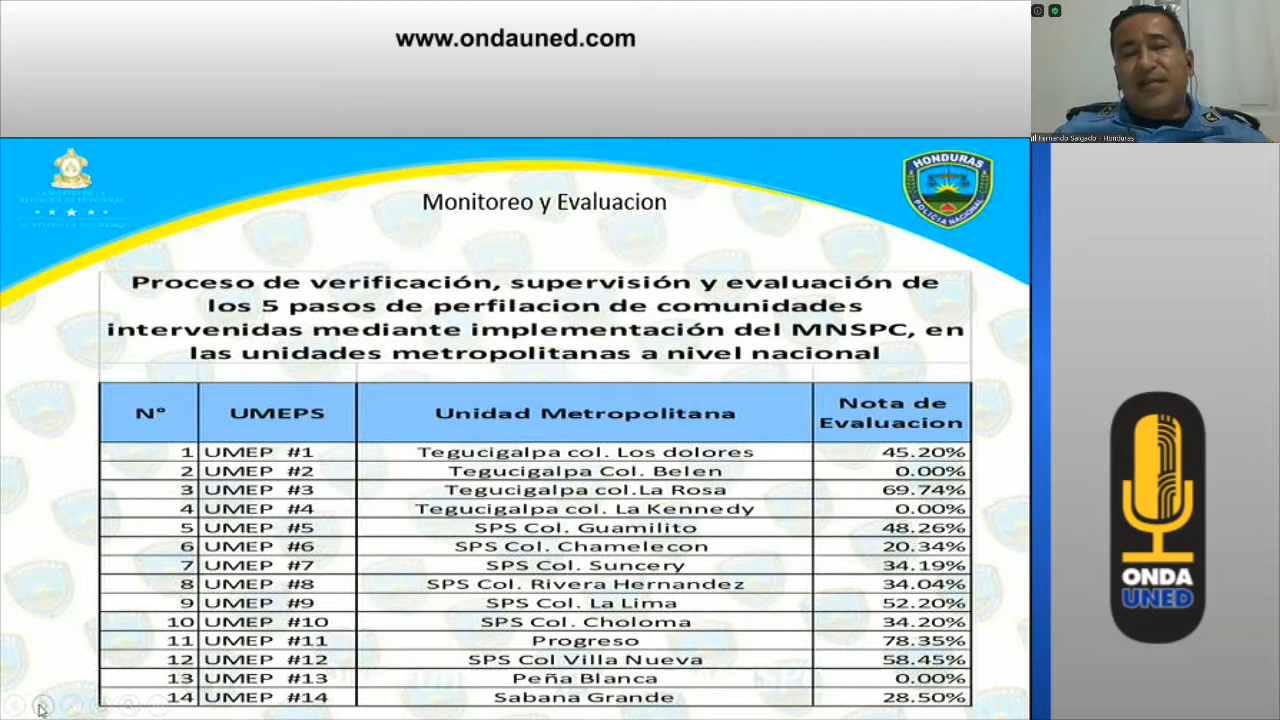 www.ondauned.com
Fernando Salgado - Honduras
HONDURAS
POLICIA NACIONAL
Monitoreo y Evaluacion
Proceso de verificación, supervisión y evaluación de
los 5 pasos de perfilacion de comunidades
intervenidas mediante implementación del MNSPC, en
las unidades metropolitanas a nivel nacional
N° UMEPS Unidad Metropolitana Nota de Evaluacion
1 UMEP #1 Tegucigalpa col. Los dolores 45.20%
2 UMEP #2 Tegucigalpa Col. Belen 0.00%
3 UMEP #3 Tegucigalpa col.La Rosa 69.74%
4 UMEP #4 Tegucigalpa col. La Kennedy 0.00%
5 UMEP #5 SPS Col. Guamilito 48.26%
6 UMEP #6 SPS Col. Chamelecon 20.34%
7 UMEP #7 SPS Col. Suncery 34.19%
8 UMEP #8 SPS Col. Rivera Hernandez 34.04%
9 UMEP #9 SPS Col. La Lima 52.20%
10 UMEP #10 SPS Col. Choloma 34.20%
11 UMEP #11 Progreso 78.35%
12 UMEP #12 SPS Col Villa Nueva 58.45%
13 UMEP #13 Peña Blanca 0.00%
14 UMEP #14 Sabana Grande 28.50%
ONDA
UNED